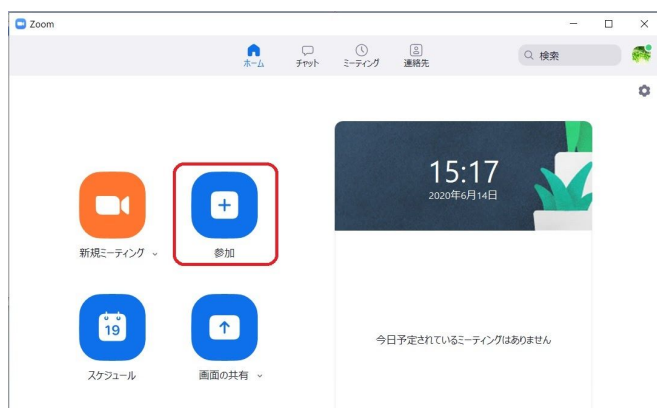 Zoom
ホーム
チャット
ミーティング
連絡先
検索
15:17
2020年6月14日
新規ミーティング
参加
19
スケジュール
画面の共有
今日予定されているミーティングはありません